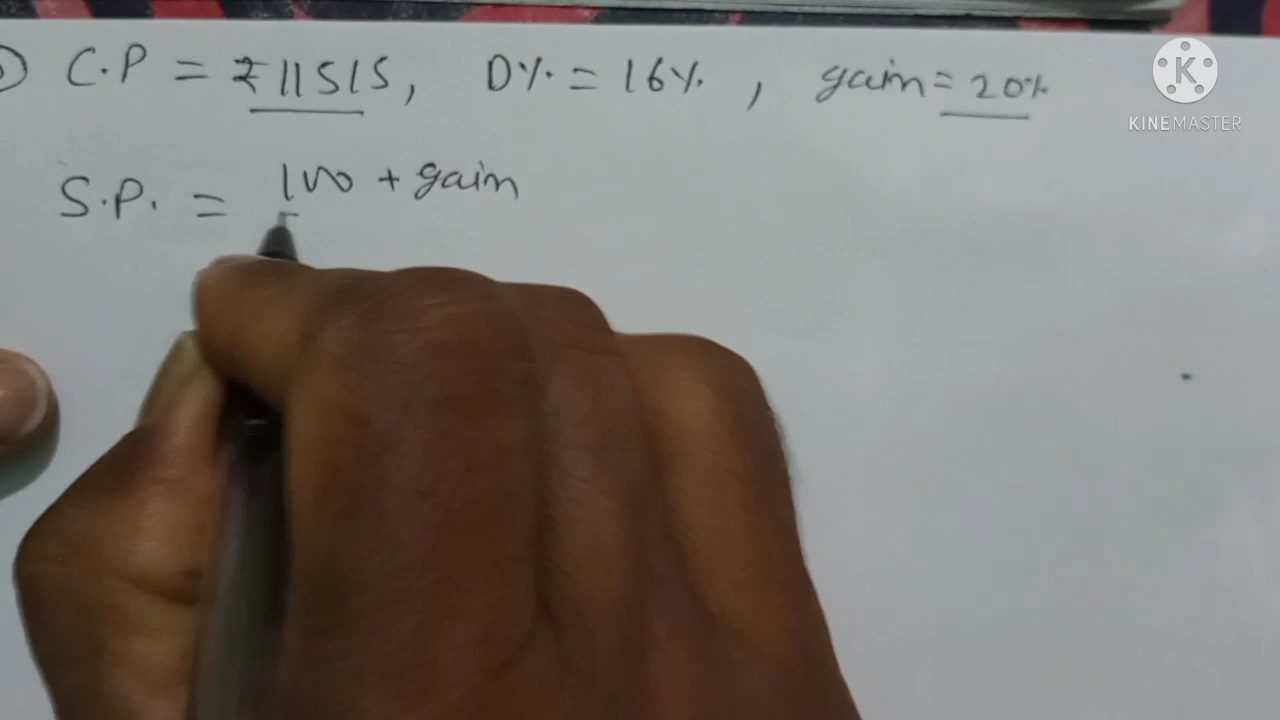 ) C.P = ₹11515, D%. = 16%. , gain = 20%
K
KINEMASTER
S.P. = 100 + gain